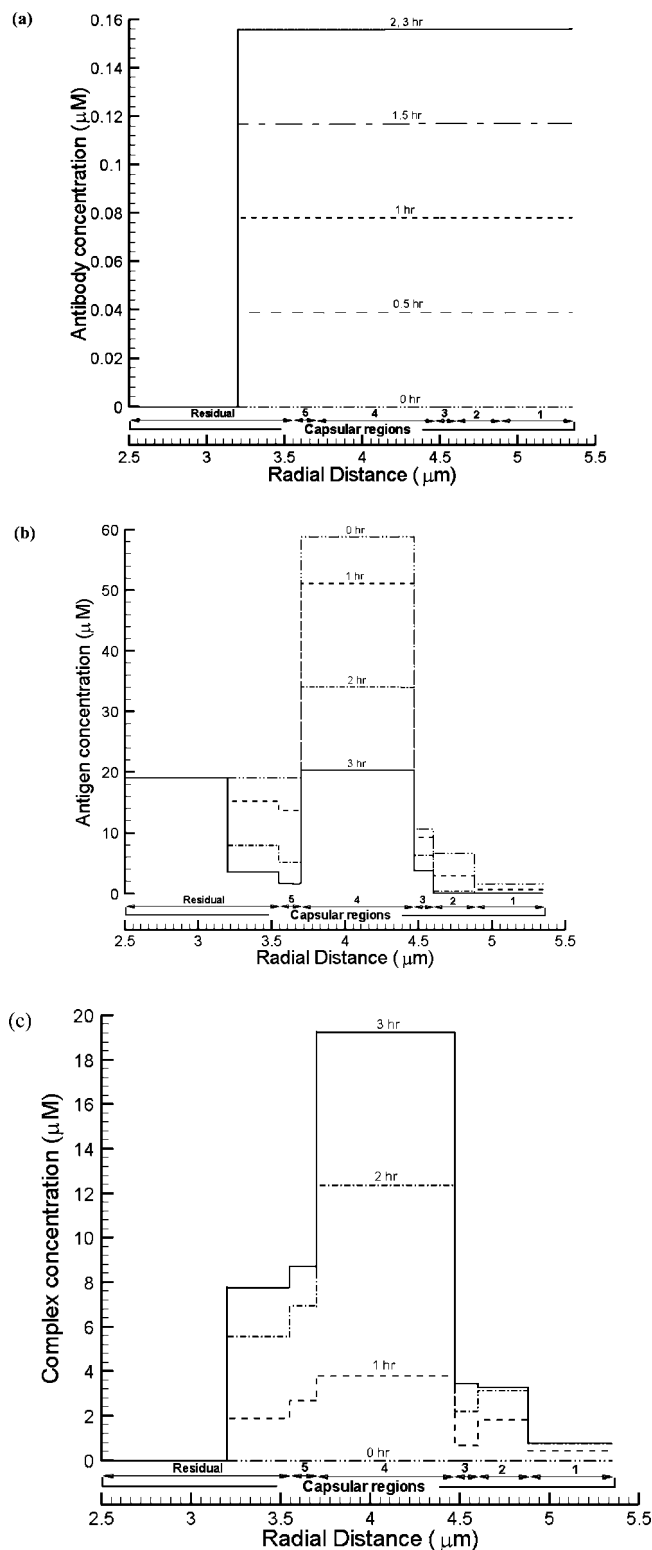 (a)
0.16
0.14
0.12
0.1
0.08
0.06
0.04
0.02
0
Antibody concentration (μM)
2, 3 hr
1.5 hr
1 hr
0.5 hr
0 hr
Residual 5 4 3 2 1
Capsular regions
2.5 3 3.5 4 4.5 5 5.5
Radial Distance ( μm)
(b)
60
50
40
30
20
10
0
Antigen concentration (μM)
0 hr
1 hr
2 hr
3 hr
Residual 5 4 3 2 1
Capsular regions
2.5 3 3.5 4 4.5 5 5.5
Radial Distance ( μm)
(c)
20
18
16
14
12
10
8
6
4
2
0
Complex concentration (μM)
3 hr
2 hr
1 hr
0 hr
Residual 5 4 3 2 1
Capsular regions
2.5 3 3.5 4 4.5 5 5.5
Radial Distance ( μm)